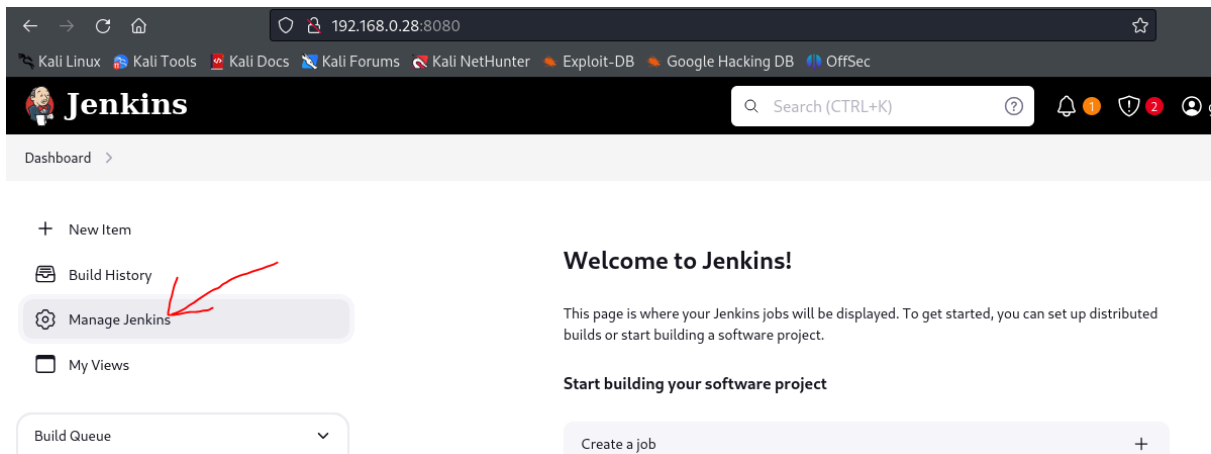 192.168.0.28:8080
Kali Linux Kali Tools Kali Docs Kali Forums Kali NetHunter Exploit-DB Google Hacking DB OffSec
Jenkins Search (CTRL+K) ? 1 2
Dashboard >
+ New Item
Build History
Manage Jenkins
My Views
Build Queue
Welcome to Jenkins!
This page is where your Jenkins jobs will be displayed. To get started, you can set up distributed
builds or start building a software project.
Start building your software project
Create a job +